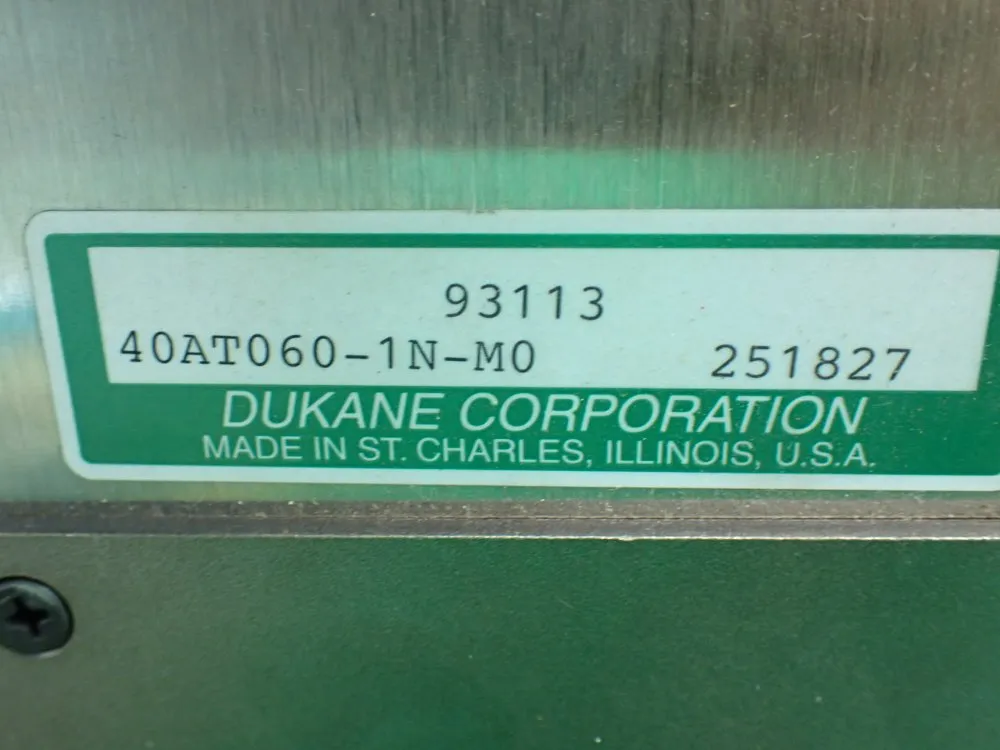 93113
40AT060-1N-M0 251827
DUKANE CORPORATION
MADE IN ST. CHARLES, ILLINOIS, U.S.A.